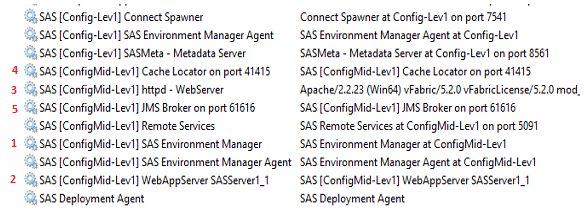 SAS [Config-Lev1] Connect Spawner Connect Spawner at Config-Lev1 on port 7541
SAS [Config-Lev1] SAS Environment Manager Agent SAS Environment Manager Agent at Config-Lev1
SAS [Config-Lev1] SASMeta - Metadata Server SASMeta - Metadata Server at Config-Lev1 on port 8561
4 SAS [ConfigMid-Lev1] Cache Locator on port 41415 SAS [ConfigMid-Lev1] Cache Locator on port 41415
3 SAS [ConfigMid-Lev1] httpd - WebServer Apache/2.2.23 (Win64) vFabric/5.2.0 vFabricLicense/5.2.0 mod_
5 SAS [ConfigMid-Lev1] JMS Broker on port 61616 SAS [ConfigMid-Lev1] JMS Broker on port 61616
SAS [ConfigMid-Lev1] Remote Services SAS Remote Services at ConfigMid-Lev1 on port 5091
1 SAS [ConfigMid-Lev1] SAS Environment Manager SAS Environment Manager at ConfigMid-Lev1
SAS [ConfigMid-Lev1] SAS Environment Manager Agent SAS Environment Manager Agent at ConfigMid-Lev1
2 SAS [ConfigMid-Lev1] WebAppServer SASServer1_1 SAS [ConfigMid-Lev1] WebAppServer SASServer1_1
SAS Deployment Agent SAS Deployment Agent